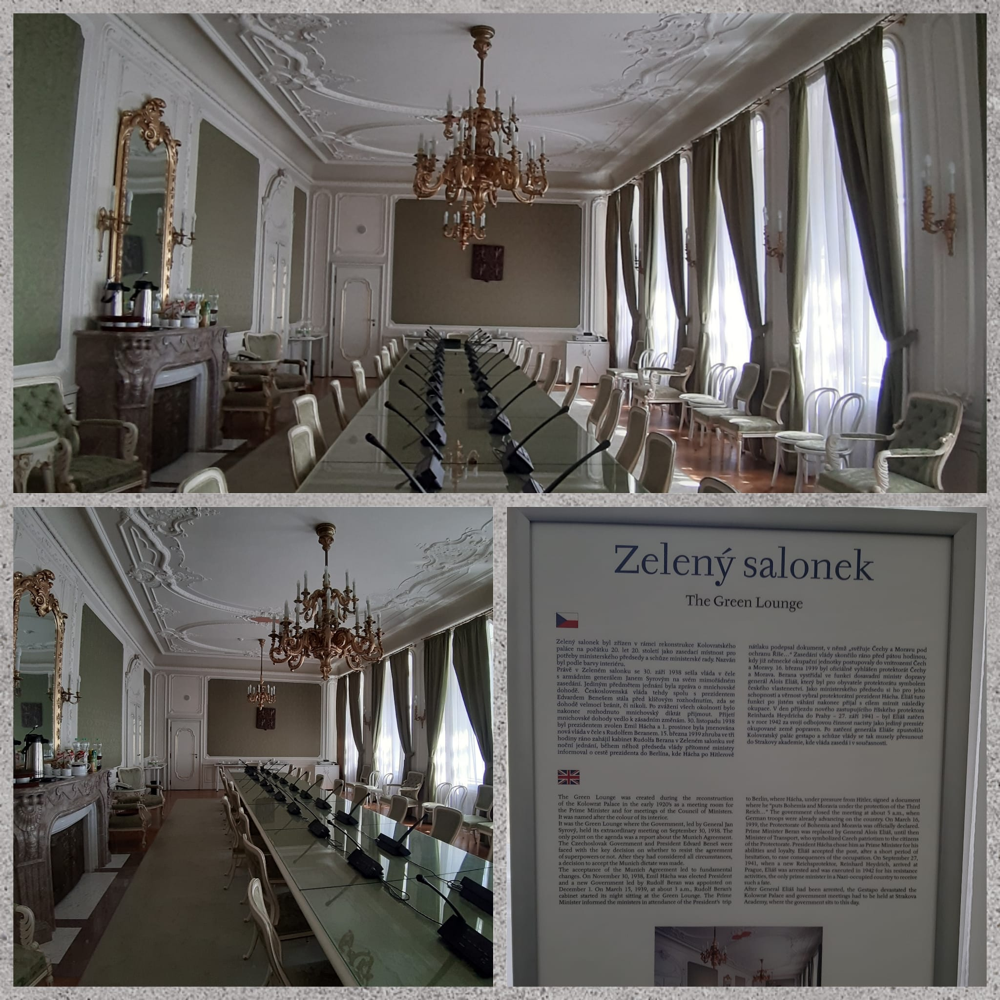 Zelený salonek
The Green Lounge
Zelený salonek byl zřízen v rámci rekonstrukce Kolovratského
paláce na počátku 20. let 20. století jako zasedací místnost pro
potřeby ministerského předsedy a schůze ministerské rady. Nazván
byl podle barvy interiéru.
Právě v Zeleném salonku se 30. září 1938 sešla vláda v čele
s armádním generálem Janem Syrovým na svém mimořádném
zasedání. Jediným předmětem jednání byla zpráva o mnichovské
dohodě. Československá vláda tehdy spolu s prezidentem
Edvardem Benešem stála před klíčovým rozhodnutím, zda se
dohodě velmocí bránit, či nikoli. Po zvážení všech okolností bylo
nakonec rozhodnuto mnichovský diktát přijmout. Přijetí
mnichovské dohody vedlo k zásadním změnám. 30. listopadu 1938
byl prezidentem zvolen Emil Hácha a 1. prosince byla jmenována
nová vláda v čele s Rudolfem Beranem. 15. března 1939 zhruba ve tři
hodiny ráno zahájil kabinet Rudolfa Berana v Zeleném salonku své
noční jednání, během něhož předseda vlády přítomné ministry
informoval o cestě prezidenta do Berlína, kde Hácha po Hitlerově
nátlaku podepsal dokument, v němž „svěřuje Čechy a Moravu pod
ochranu Říše...“ Zasedání vlády skončilo ráno před pátou hodinou,
kdy již německé okupační jednotky postupovaly do vnitrozemí Čech
a Moravy. 16. března 1939 byl oficiálně vyhlášen protektorát Čechy
a Morava. Berana vystřídal ve funkci dosavadní ministr dopravy
generál Alois Eliáš, který byl pro obyvatele protektorátu symbolem
českého vlastenectví. Jako ministerského předsedu si ho pro jeho
schopnosti a věrnost vybral protektorátní prezident Hácha. Eliáš tuto
funkci po jistém váhání nakonec přijal s cílem mírnit následky
okupace. V den příjezdu nového zastupujícího říšského protektora
Reinharda Heydricha do Prahy – 27. září 1941 – byl Eliáš zatčen
a v roce 1942 za svoji odbojovou činnost nacisty jako jediný premiér
okupované země popraven. Po zatčení generála Eliáše zpustošilo
Kolovratský palác gestapo a schůze vlády se tak musely přesunout
do Strakovy akademie, kde vláda zasedá i v současnosti.
The Green Lounge was created during the reconstruction
of the Kolowrat Palace in the early 1920's as a meeting room for
the Prime Minister and for meetings of the Council of Ministers.
It was named after the colour of its interior.
It was the Green Lounge where the Government, led by General Jan
Syrový, held its extraordinary meeting on September 30, 1938. The
only point on the agenda was a report about the Munich Agreement.
The Czechoslovak Government and President Edvard Beneš were
faced with the key decision on whether to resist the agreement
of superpowers or not. After they had considered all circumstances,
a decision to accept the Munich dictate was made.
The acceptance of the Munich Agreement led to fundamental
changes. On November 30, 1938, Emil Hácha was elected President
and a new Government led by Rudolf Beran was appointed on
December 1. On March 15, 1939, at about 3 a.m., Rudolf Beran's
cabinet started its night sitting at the Green Lounge. The Prime
Minister informed the ministers in attendance of the President's trip
to Berlin, where Hácha, under pressure from Hitler, signed a document
where he "puts Bohemia and Moravia under the protection of the Third
Reich..." The government closed the meeting at about 5 a.m., when
German troops were already advancing on the country. On March 16,
1939, the Protectorate of Bohemia and Moravia was officially declared.
Prime Minister Beran was replaced by General Alois Eliáš, until then
Minister of Transport, who symbolized Czech patriotism to the citizens
of the Protectorate. President Hácha chose him as Prime Minister for his
abilities and loyalty. Eliáš accepted the post, after a short period of
hesitation, to ease consequences of the occupation. On September 27,
1941, when a new Reichsprotektor, Reinhard Heydrich, arrived at
Prague, Eliáš was arrested and was executed in 1942 for his resistance
activities, the only prime minister in a Nazi-occupied country to receive
such a fate.
After General Eliáš had been arrested, the Gestapo devastated the
Kolowrat Palace and government meetings had to be held at Strakova
Academy, where the government sits to this day.